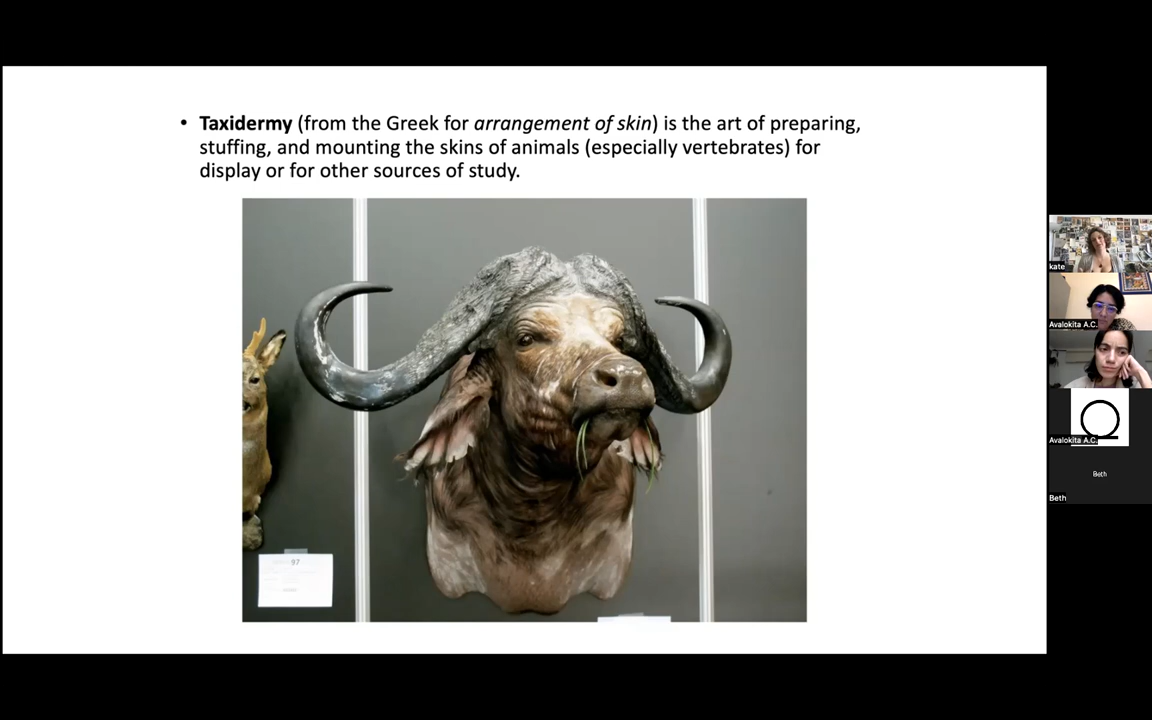 • Taxidermy (from the Greek for arrangement of skin) is the art of preparing,
stuffing, and mounting the skins of animals (especially vertebrates) for
display or for other sources of study.
97
kate
Avalokita A.C.
Avalokita A.C.
Beth
Beth